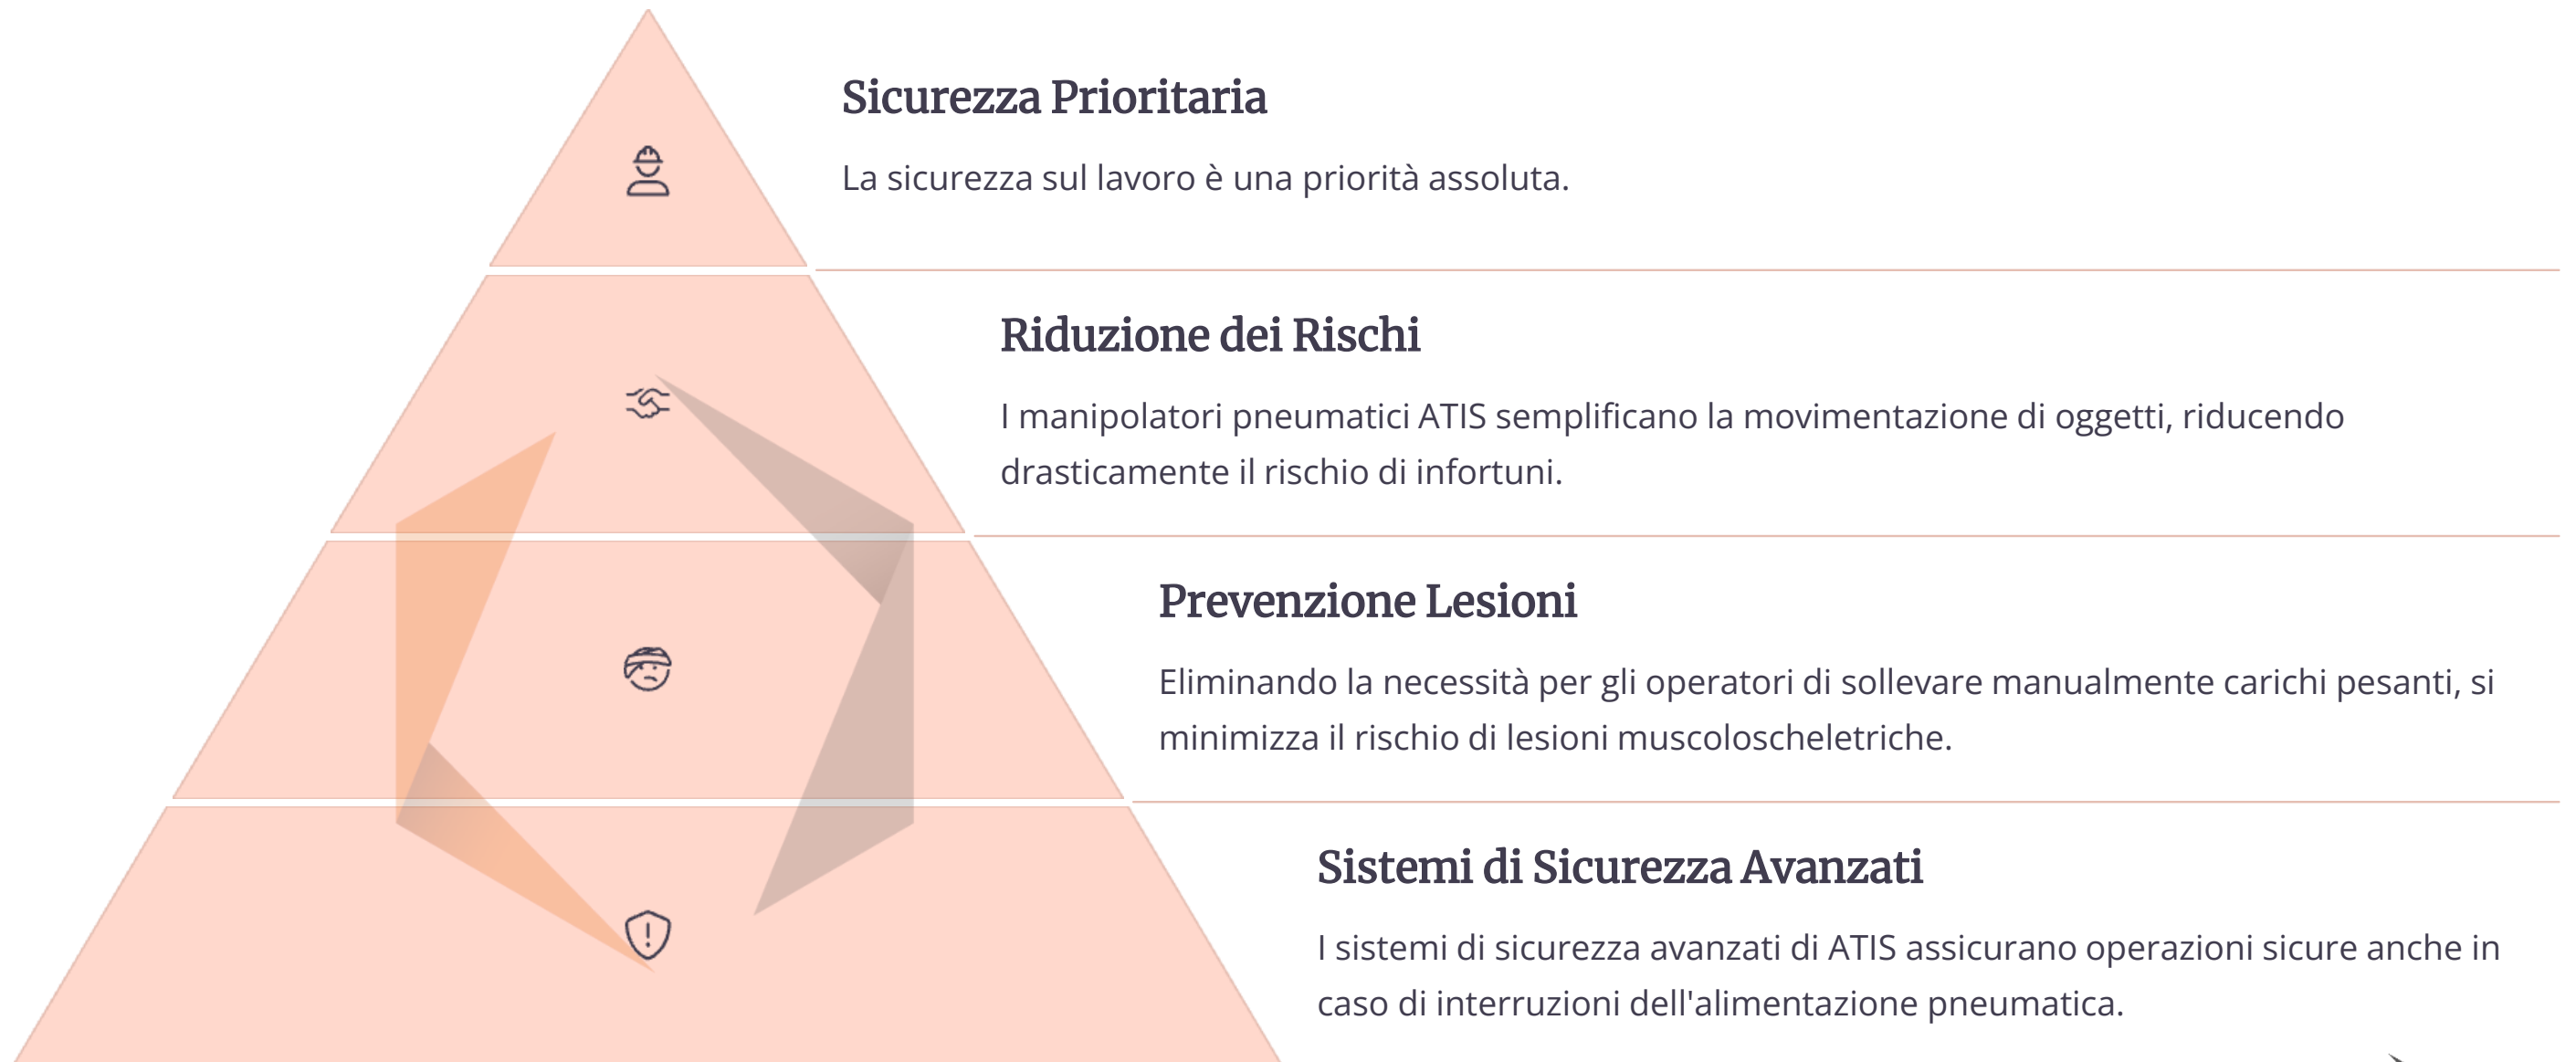 Sicurezza Prioritaria
La sicurezza sul lavoro è una priorità assoluta.
Riduzione dei Rischi
I manipolatori pneumatici ATIS semplificano la movimentazione di oggetti, riducendo
drasticamente il rischio di infortuni.
Prevenzione Lesioni
Eliminando la necessità per gli operatori di sollevare manualmente carichi pesanti, si
minimizza il rischio di lesioni muscoloscheletriche.
Sistemi di Sicurezza Avanzati
I sistemi di sicurezza avanzati di ATIS assicurano operazioni sicure anche in
caso di interruzioni dell'alimentazione pneumatica.